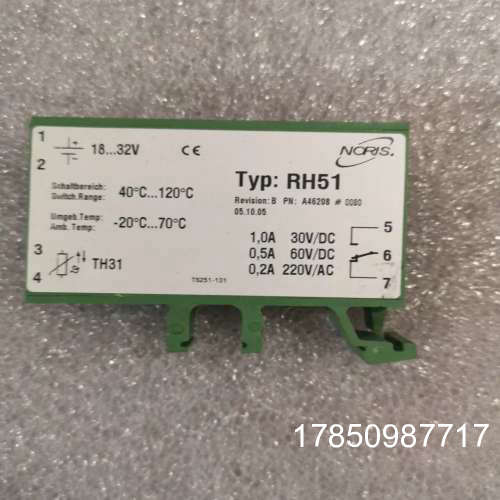 1
18...32V
CE
NORIS
2
Typ: RH51
Schaltbereich:
Switch.Range:
40°C...120°C
Revision: B PN: A46208 # 0080
05.10.05
Umgeb.Temp:
Amb. Temp:
-20°C...70°C
1,0A 30V/DC
5
0,5A 60V/DC
6
0,2A 220V/AC
7
3
4
TH31
TS251-101
17850987717